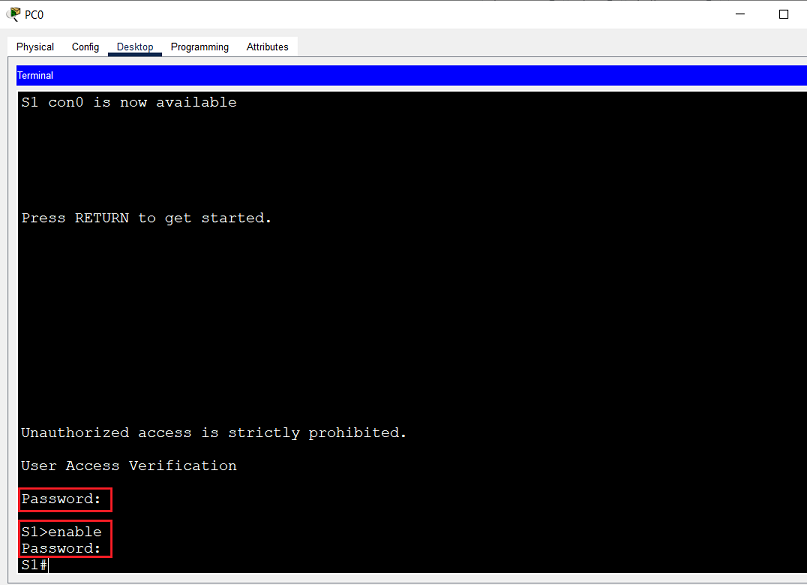 PC0
Physical Config Desktop Programming Attributes
Terminal
S1 con0 is now available
Press RETURN to get started.
Unauthorized access is strictly prohibited.
User Access Verification
Password:
S1>enable
Password:
S1#